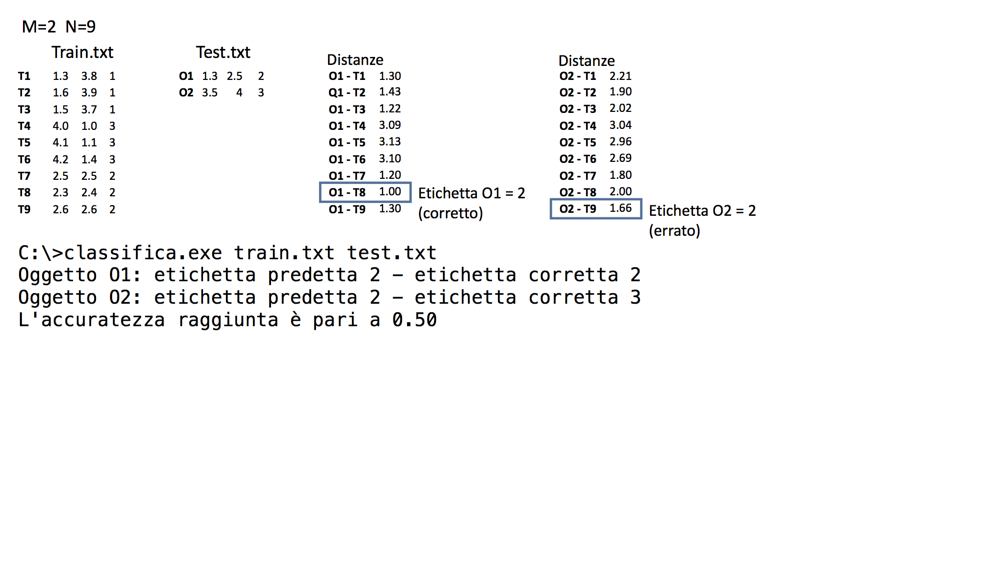 M=2 N=9
Train.txt
T1 1.3 3.8 1
T2 1.6 3.9 1
T3 1.5 3.7 1
T4 4.0 1.0 3
T5 4.1 1.1 3
T6 4.2 1.4 3
T7 2.5 2.5 2
T8 2.3 2.4 2
T9 2.6 2.6 2
Test.txt
O1 1.3 2.5 2
O2 3.5 4 3
Distanze
O1 - T1 1.30
Q1 - T2 1.43
O1 - T3 1.22
O1 - T4 3.09
O1 - T5 3.13
O1 - T6 3.10
O1 - T7 1.20
O1 - T8 1.00
O1 - T9 1.30
Etichetta O1 = 2
(corretto)
Distanze
O2 - T1 2.21
O2 - T2 1.90
O2 - T3 2.02
O2 - T4 3.04
O2 - T5 2.96
O2 - T6 2.69
O2 - T7 1.80
O2 - T8 2.00
O2 - T9 1.66
Etichetta O2 = 2
(errato)
C:\>classifica.exe train.txt test.txt
Oggetto O1: etichetta predetta 2 – etichetta corretta 2
Oggetto O2: etichetta predetta 2 – etichetta corretta 3
L'accuratezza raggiunta è pari a 0.50